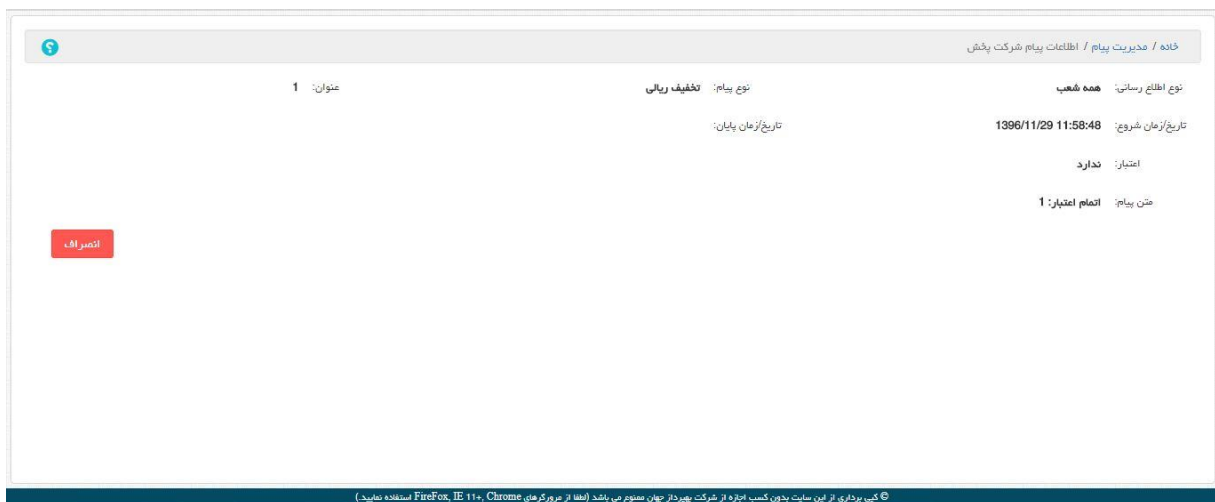 خانه / مدیریت پیام / اطلاعات پیام شرکت پخش
نوع اطلاع رسانی: همه شعب نوع پیام: تخفیف ریالی عنوان: 1
تاریخ/زمان شروع: 1396/11/29 11:58:48 تاریخ/زمان پایان:
اعتبار: ندارد
متن پیام: اتمام اعتبار: 1
انصراف
© کپی برداری از این سایت بدون کسب اجازه از شرکت بهپرداز جهان ممنوع می باشد (لطفا از مرورگرهای FireFox, IE 11+, Chrome استفاده نمایید.)